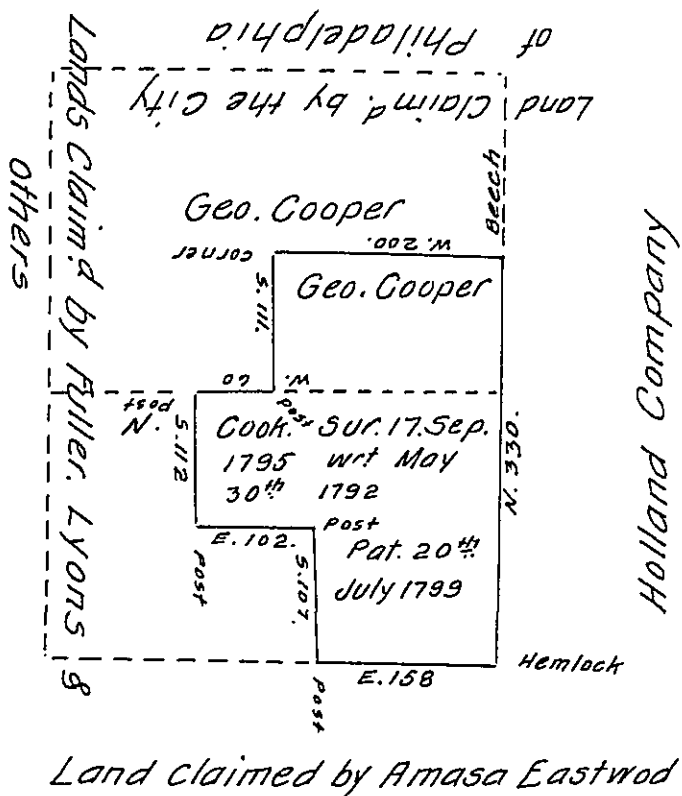 of Philadelphia
Land Claim.d by the City
Lands Claim.d by Fuller. Lyons &
others
Beech
Geo. Cooper
W. 200.
corner
Geo. Cooper
S. 111.
Holland Company
W.
60
Post
N.
Post
Cook. Sur. 17. Sep.
1795 wrt May
30th 1792
S. 112
N. 330.
Post
E. 102.
Post
Pat. 20th
July 1799
S. 107.
Hemlock
E. 158
Post
Land Claimed by Amasa Eastwod